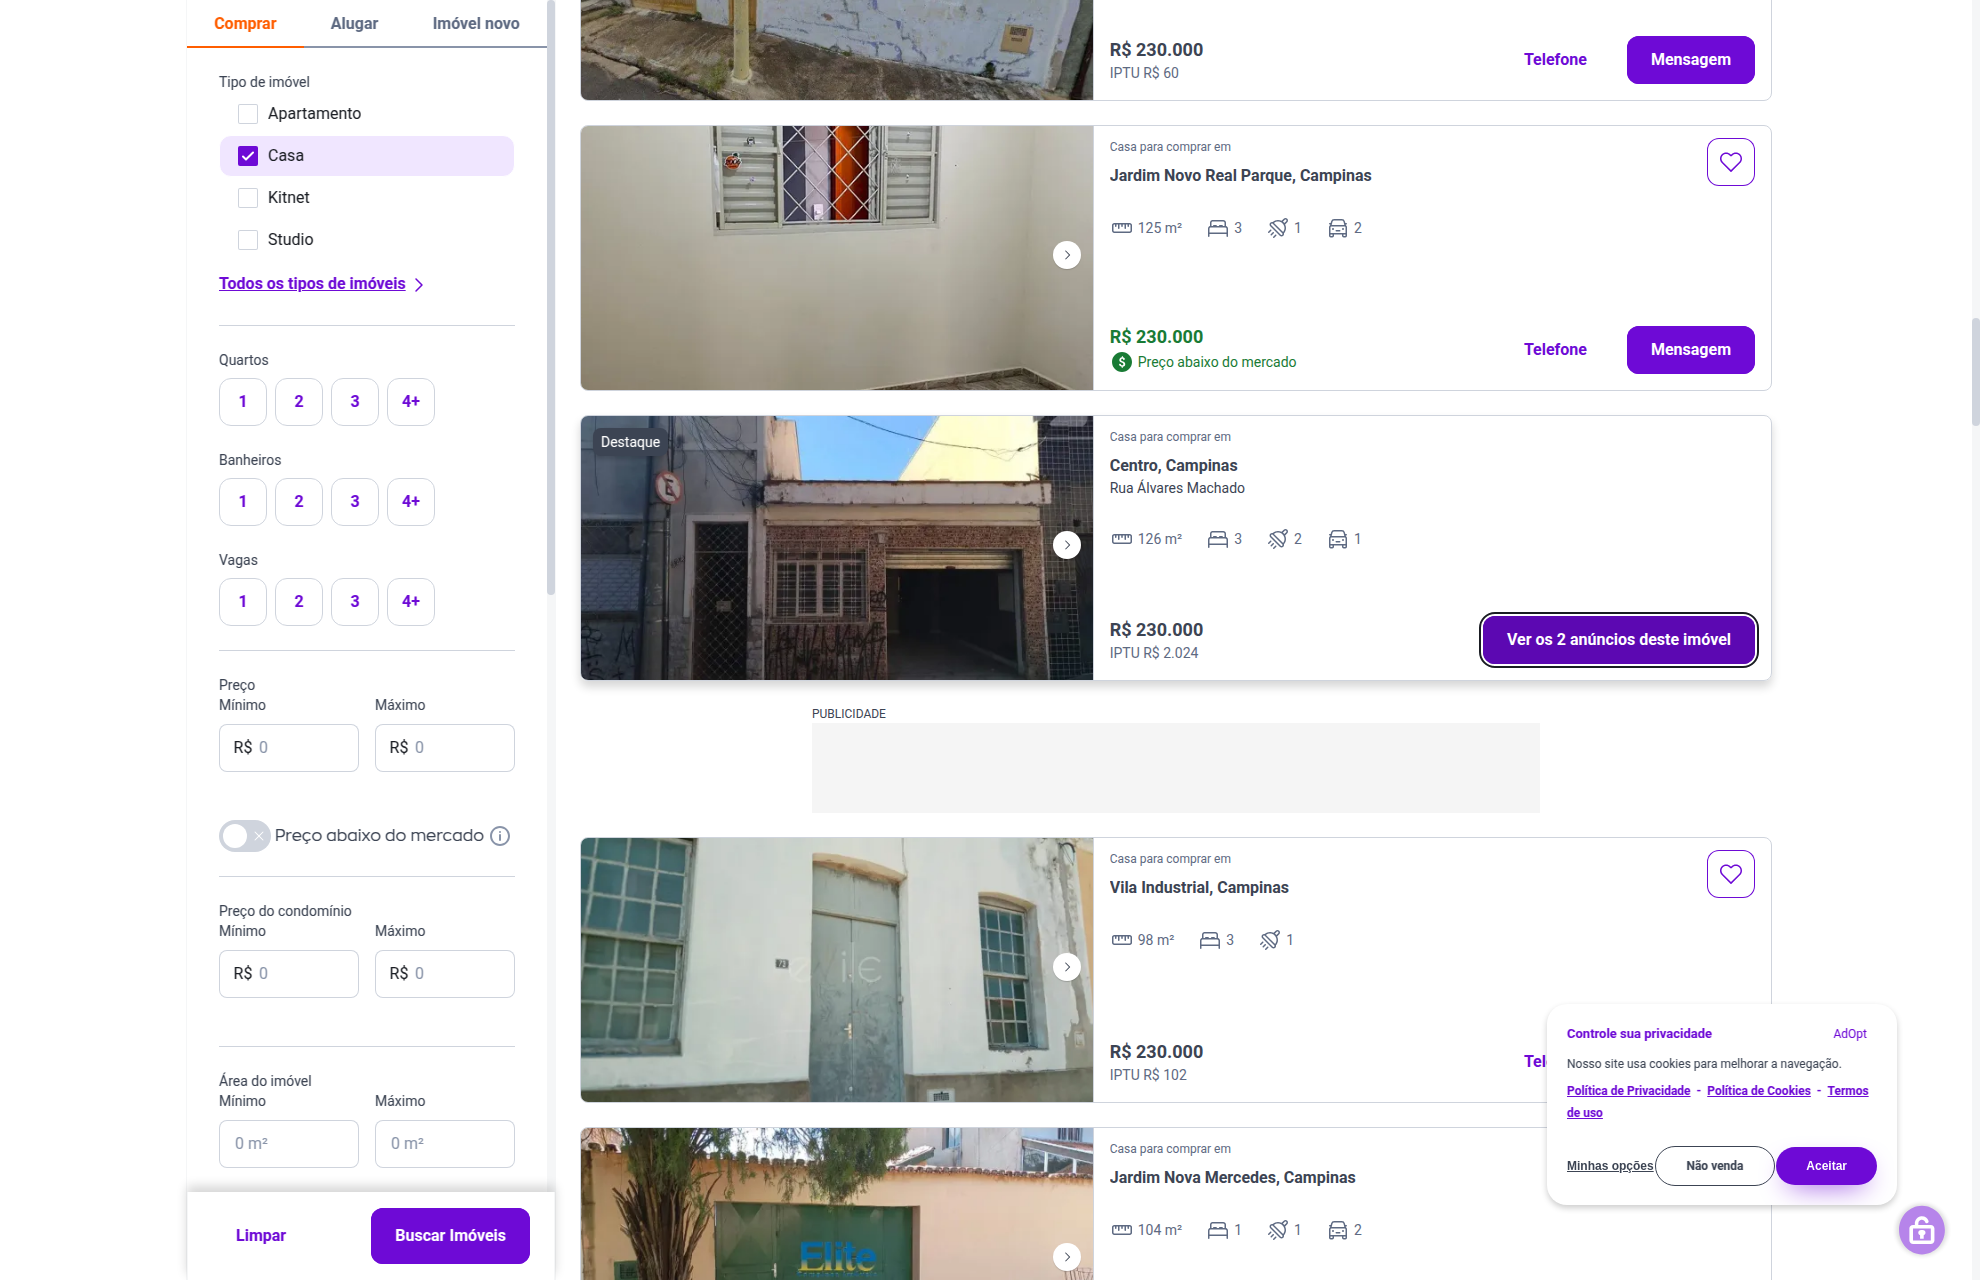 Comprar
Alugar
Imóvel novo
Tipo de imóvel
Apartamento
Casa
Kitnet
Studio
Todos os tipos de imóveis
Quartos
1
2
3
4+
Banheiros
1
2
3
4+
Vagas
1
2
3
4+
Preço
Mínimo
Máximo
R$ 0
R$ 0
Preço abaixo do mercado
Preço do condomínio
Mínimo
Máximo
R$ 0
R$ 0
Área do imóvel
Mínimo
Máximo
0 m²
0 m²
Limpar
Buscar Imóveis
R$ 230.000
IPTU R$ 60
Telefone
Mensagem
Casa para comprar em
Jardim Novo Real Parque, Campinas
125 m²
3
1
2
R$ 230.000
Preço abaixo do mercado
Telefone
Mensagem
Destaque
Casa para comprar em
Centro, Campinas
Rua Álvares Machado
126 m²
3
2
1
R$ 230.000
IPTU R$ 2.024
Ver os 2 anúncios deste imóvel
PUBLICIDADE
Casa para comprar em
Vila Industrial, Campinas
98 m²
3
1
R$ 230.000
IPTU R$ 102
Tel
Casa para comprar em
Jardim Nova Mercedes, Campinas
104 m²
1
1
2
Elite
Controle sua privacidade
AdOpt
Nosso site usa cookies para melhorar a navegação.
Política de Privacidade - Política de Cookies - Termos
de uso
Minhas opções
Não venda
Aceitar